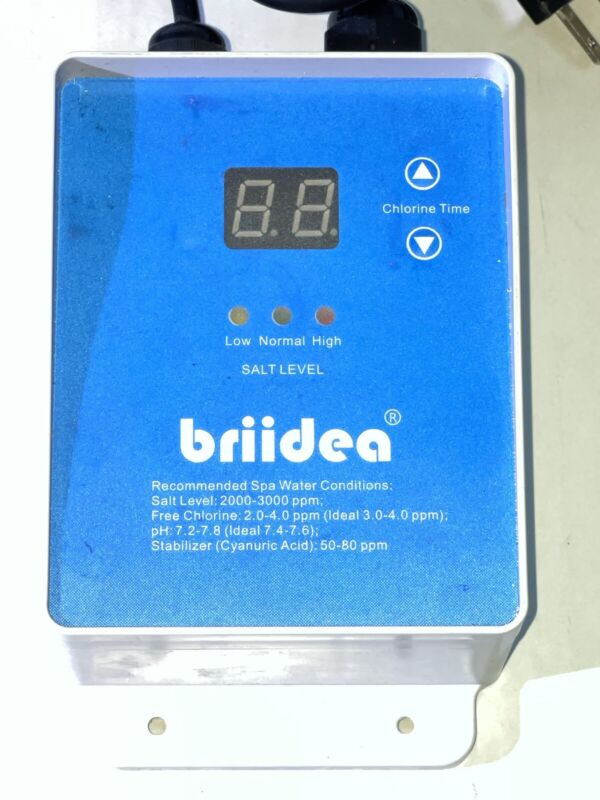 8.8.
Chlorine Time
Low Normal High
SALT LEVEL
briidea®
Recommended Spa Water Conditions:
Salt Level: 2000-3000 ppm;
Free Chlorine: 2.0-4.0 ppm (Ideal 3.0-4.0 ppm);
pH: 7.2-7.8 (Ideal 7.4-7.6);
Stabilizer (Cyanuric Acid): 50-80 ppm